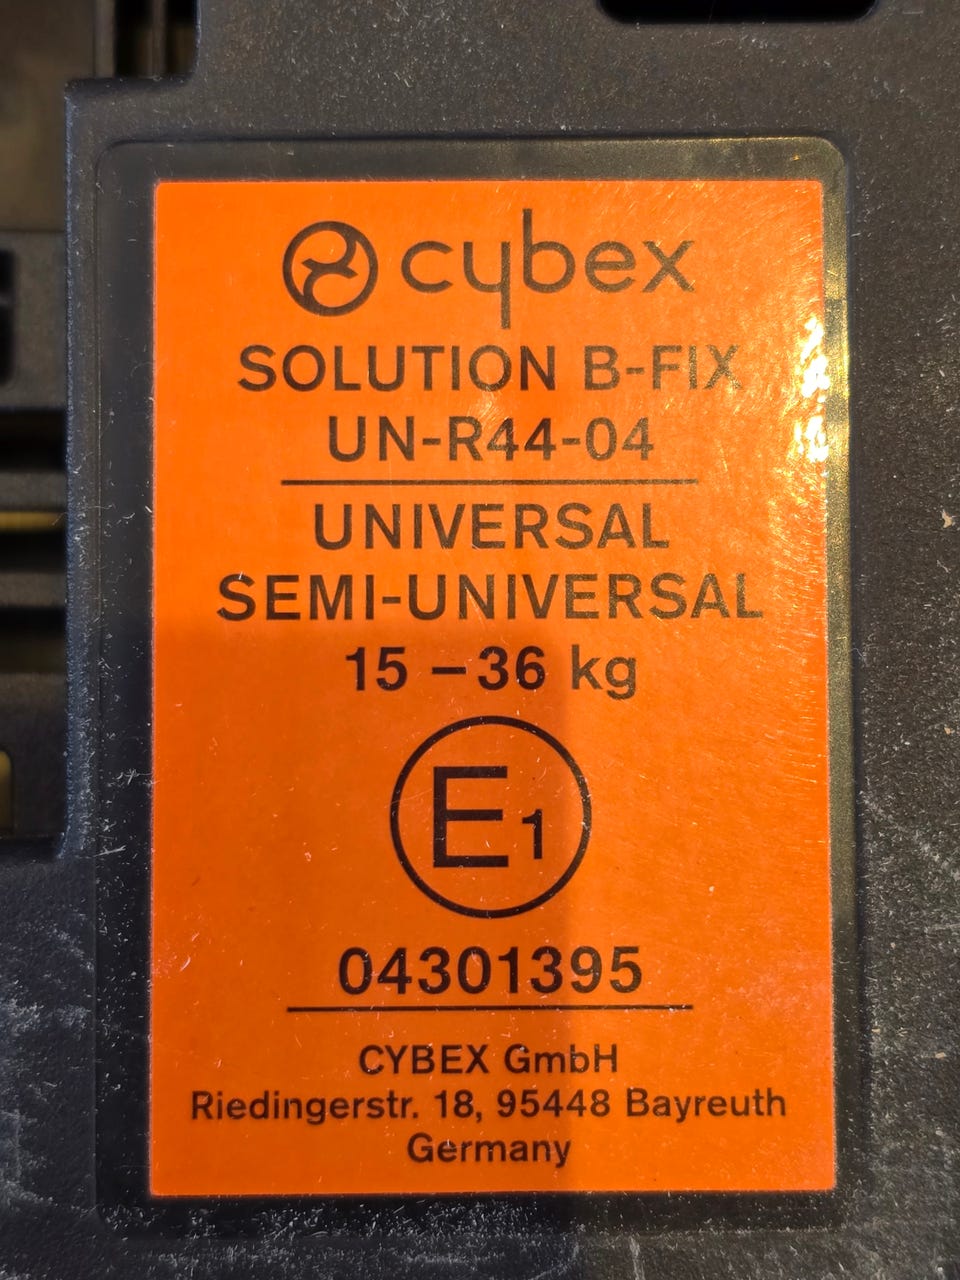 cybex
SOLUTION B-FIX
UN-R44-04
UNIVERSAL
SEMI-UNIVERSAL
15 – 36 kg
E1
04301395
CYBEX GmbH
Riedingerstr. 18, 95448 Bayreuth
Germany